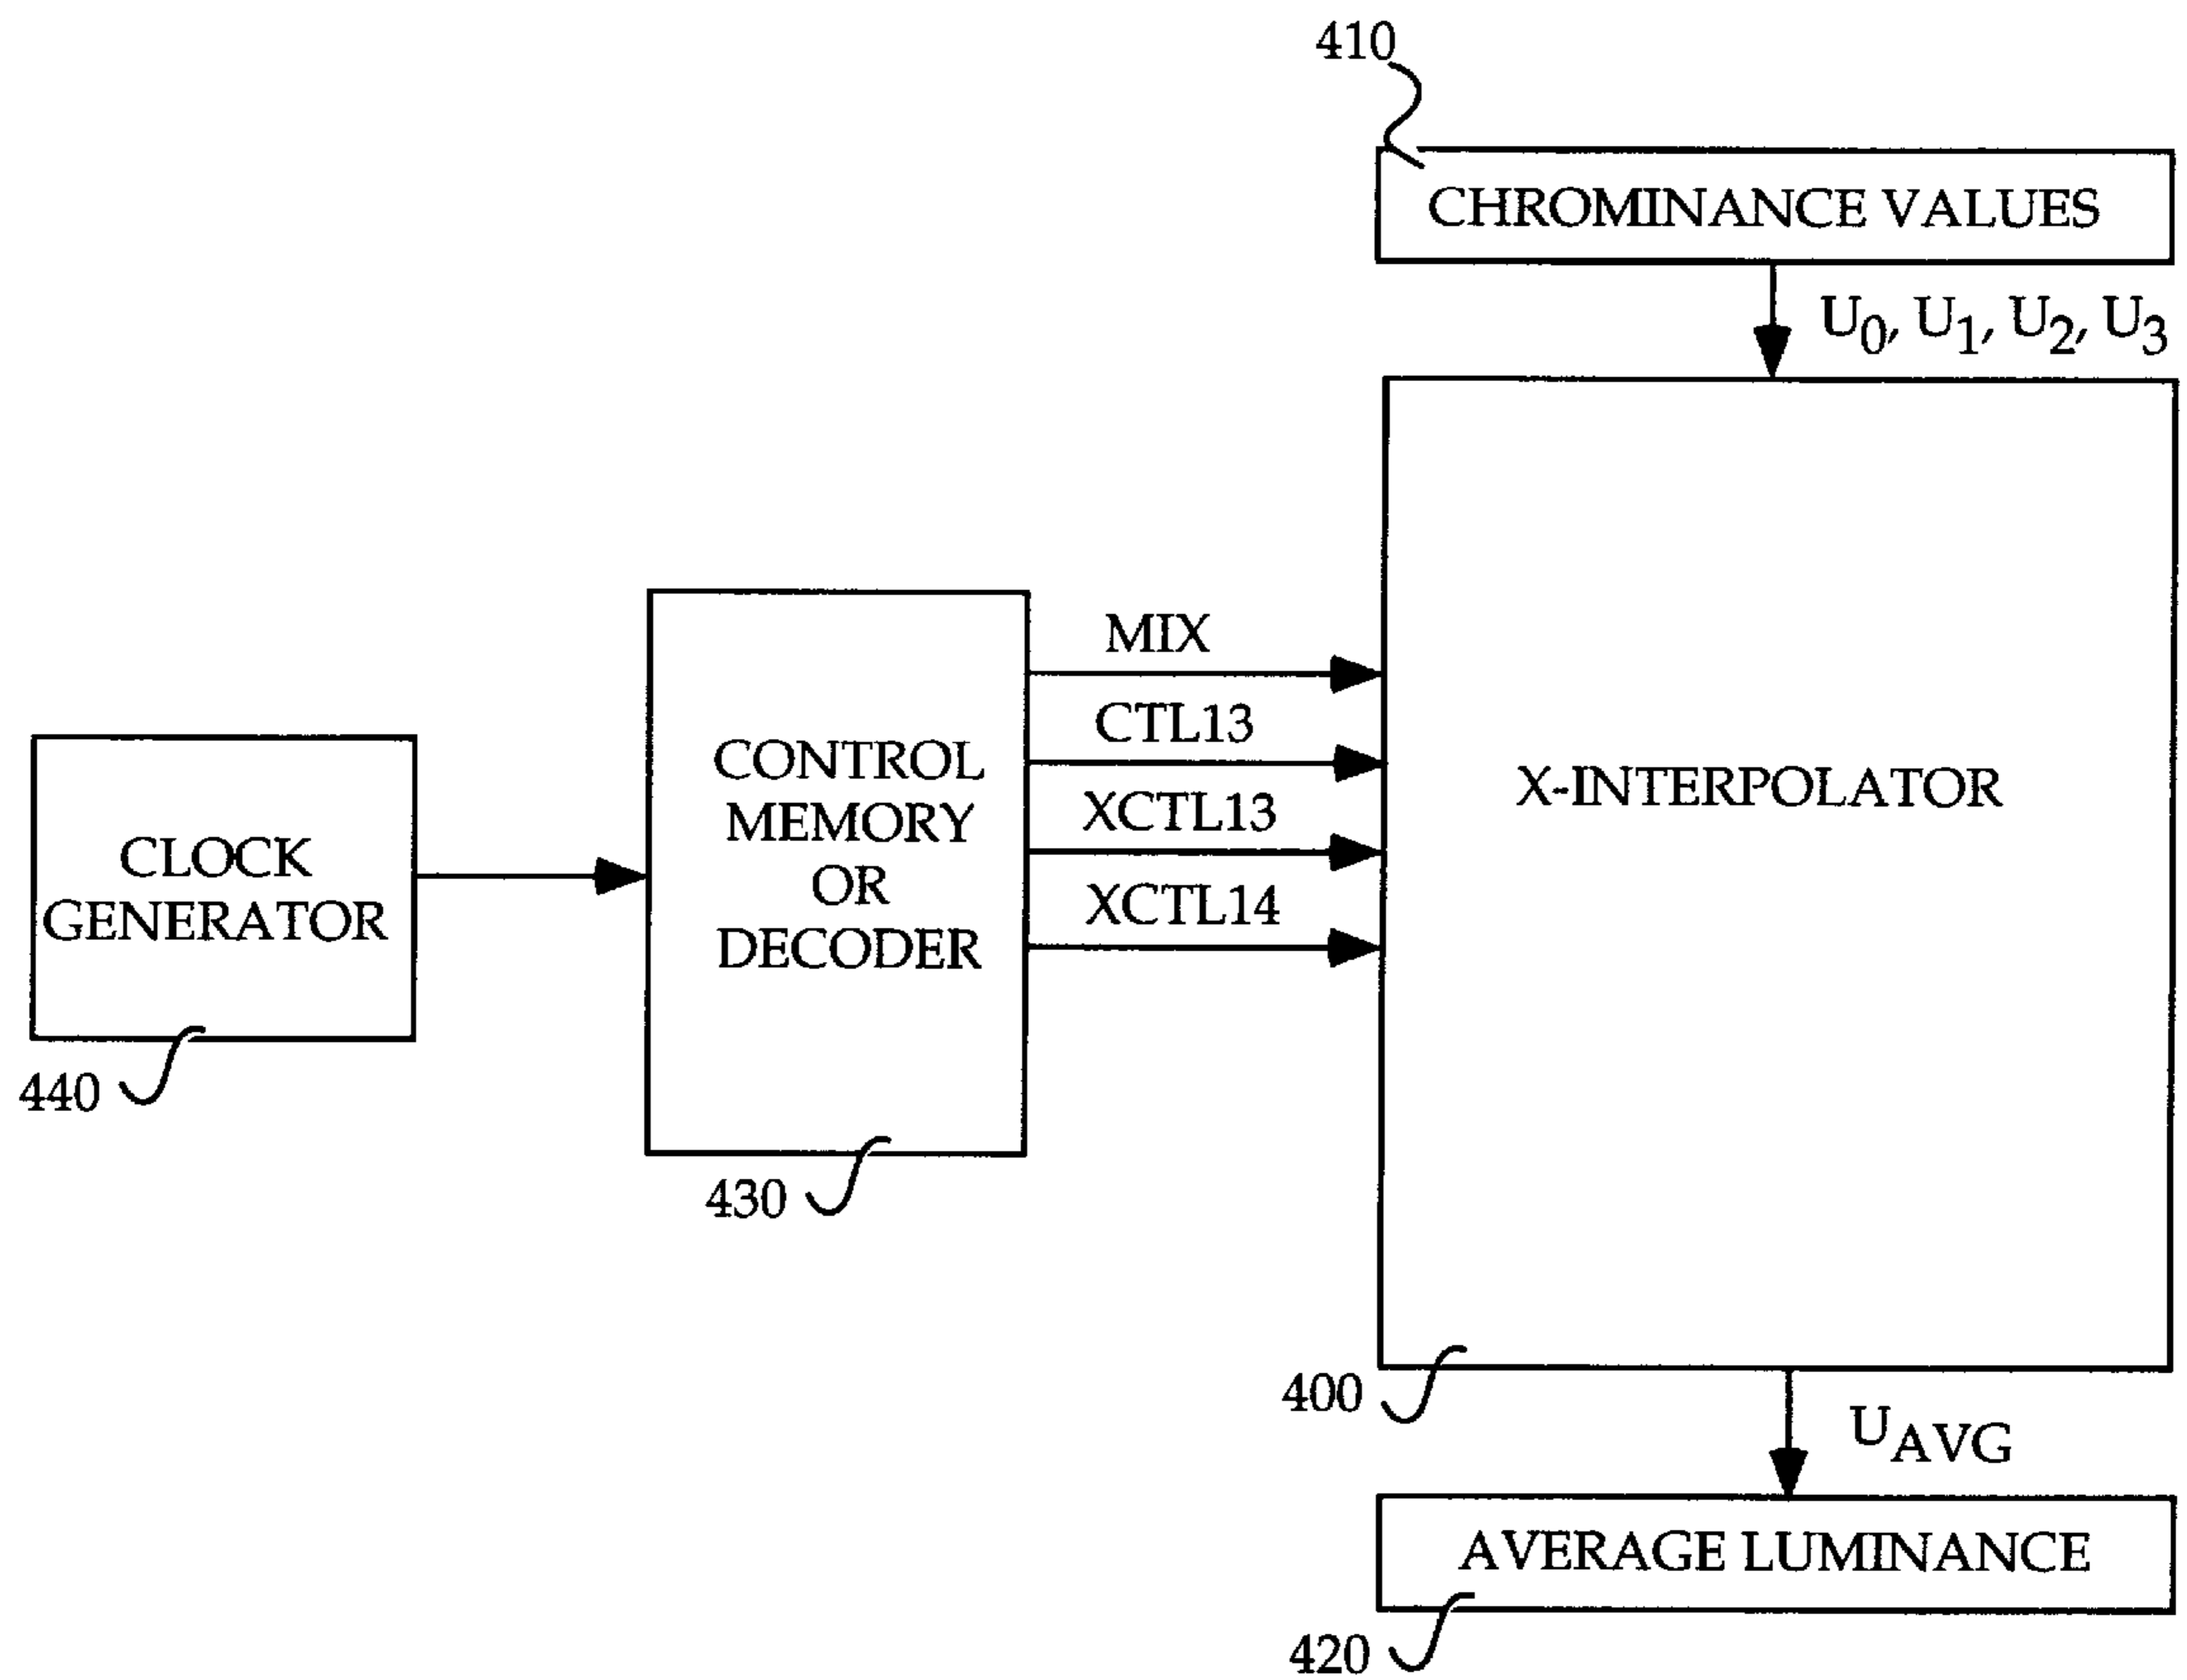 410
CHROMINANCE VALUES
U0, U1, U2, U3
MIX
CTL13
XCTL13
XCTL14
CONTROL
MEMORY
OR
DECODER
X-INTERPOLATOR
CLOCK
GENERATOR
440
430
400
UAVG
AVERAGE LUMINANCE
420